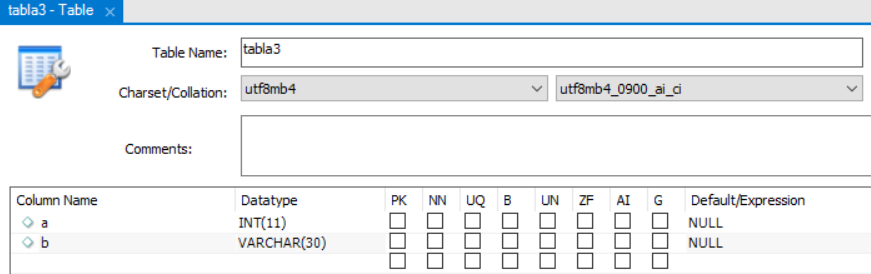 tabla3 - Table ×
Table Name: tabla3
Charset/Collation: utf8mb4 utf8mb4_0900_ai_ci
Comments:
Column Name Datatype PK NN UQ B UN ZF AI G Default/Expression
a INT(11) NULL
b VARCHAR(30) NULL